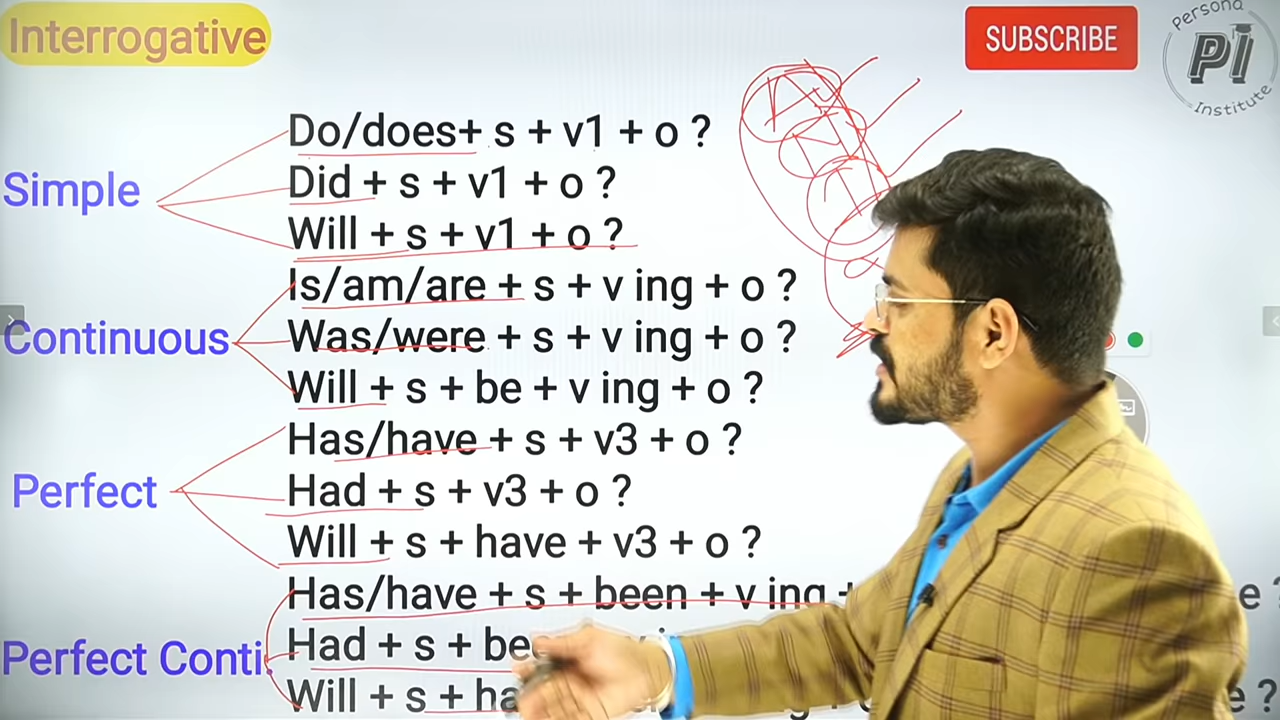 Interrogative
SUBSCRIBE
Persona
PI
Institute
Simple
Do/does+ s + v1 + o ?
Did + s + v1 + o ?
Will + s + v1 + o ?
Continuous
Is/am/are + s + v ing + o ?
Was/were + s + v ing + o ?
Will + s + be + v ing + o ?
Perfect
Has/have + s + v3 + o ?
Had + s + v3 + o ?
Will + s + have + v3 + o ?
Perfect Conti.
Has/have + s + been + v ing +
e ?
Had + s +
Will + s +
e ?